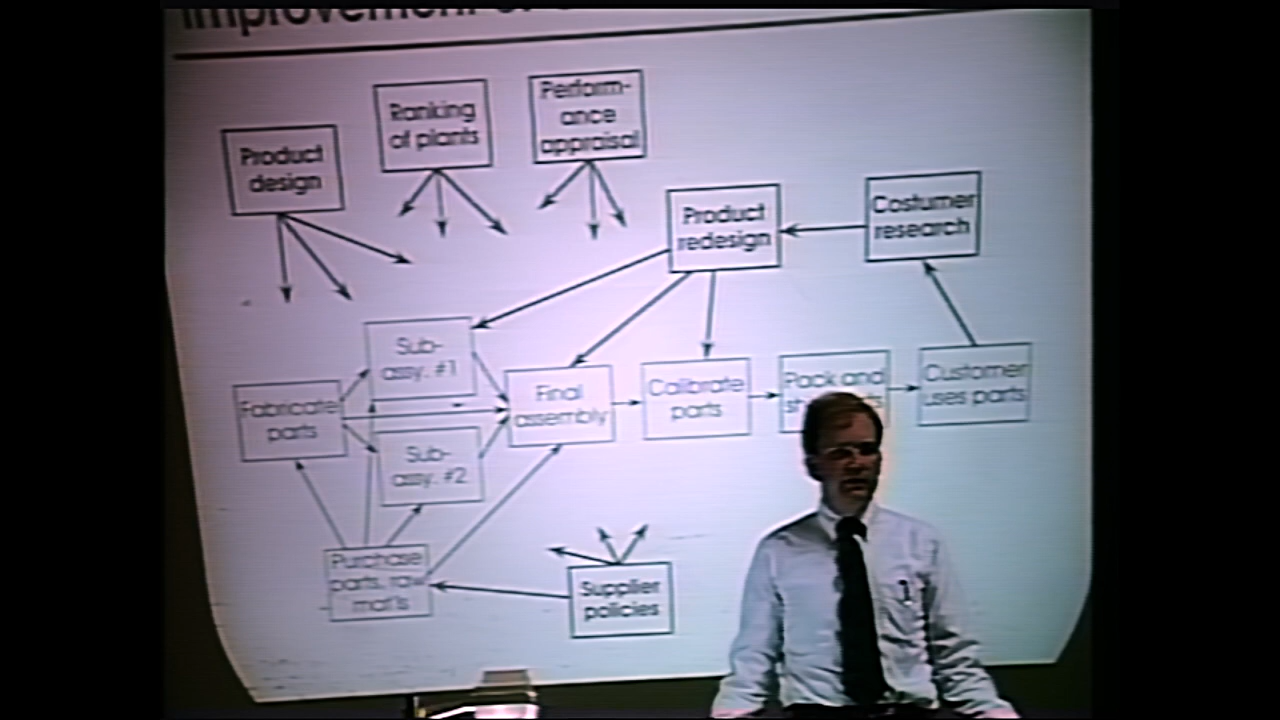 Improvement of
Perform-
ance
appraisal
Ranking
of plants
Product
design
Costumer
research
Product
redesign
Sub-
assy. #1
Fabricate
parts
Final
assembly
Calibrate
parts
Pack and
Customer
uses parts
Sub-
assy. #2
Purchase
parts, raw
mat'ls
Supplier
policies